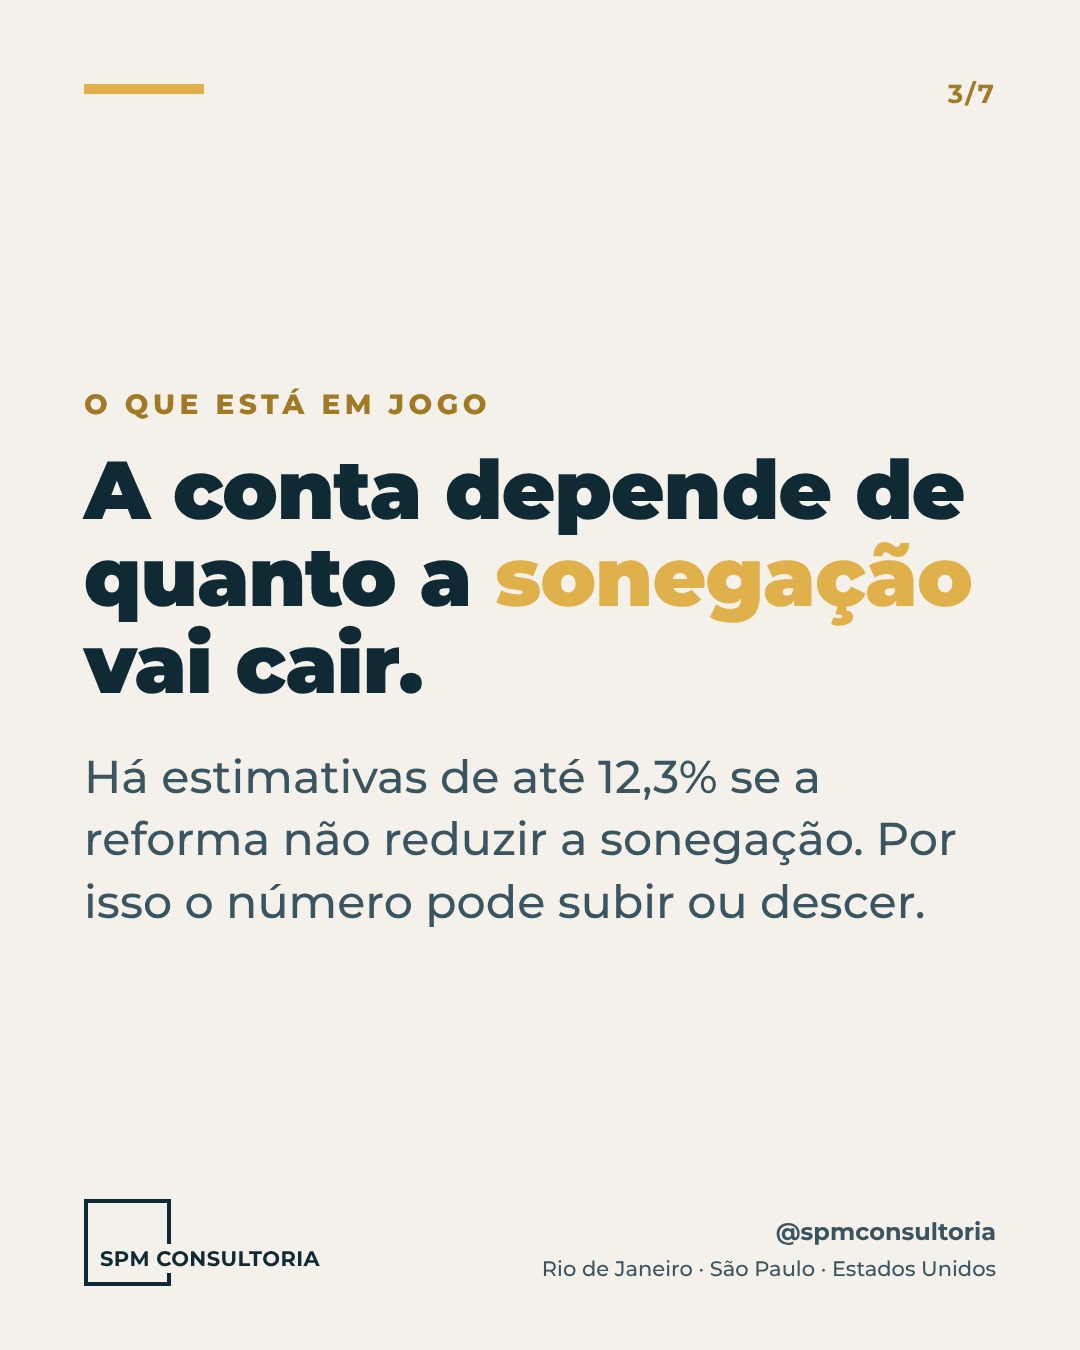 3/7
O QUE ESTÁ EM JOGO
A conta depende de
quanto a sonegação
vai cair.
Há estimativas de até 12,3% se a
reforma não reduzir a sonegação. Por
isso o número pode subir ou descer.
SPM CONSULTORIA
@spmconsultoria
Rio de Janeiro · São Paulo · Estados Unidos